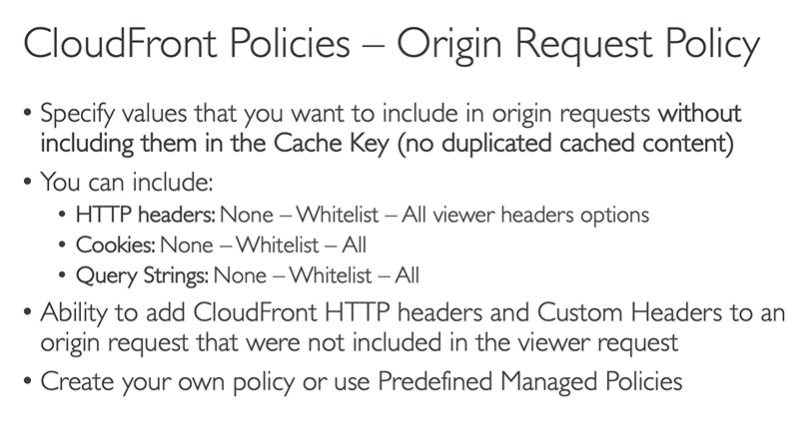 CloudFront Policies – Origin Request Policy
• Specify values that you want to include in origin requests without
including them in the Cache Key (no duplicated cached content)
• You can include:
• HTTP headers: None – Whitelist – All viewer headers options
• Cookies: None – Whitelist – All
• Query Strings: None – Whitelist – All
• Ability to add CloudFront HTTP headers and Custom Headers to an
origin request that were not included in the viewer request
• Create your own policy or use Predefined Managed Policies